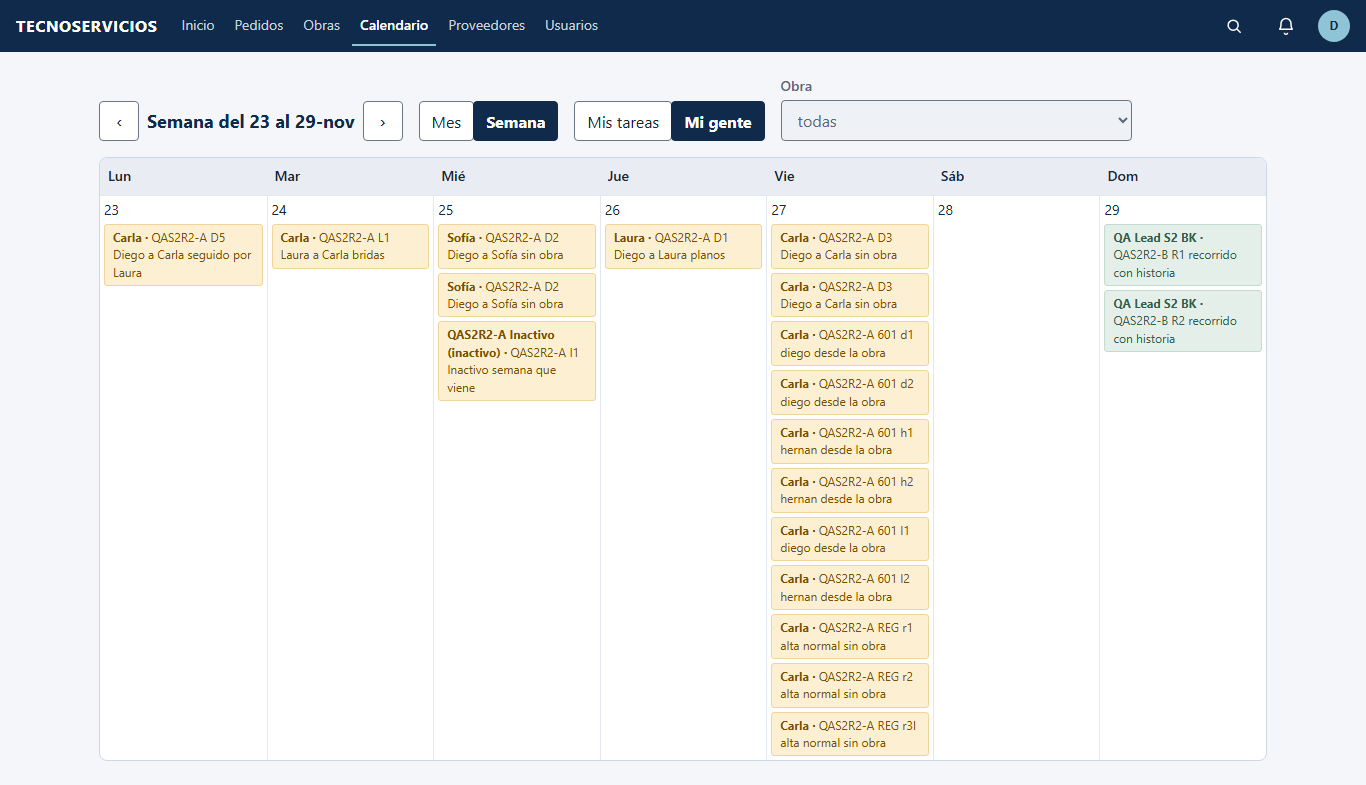 TECNOSERVICIOS Inicio Pedidos Obras Calendario Proveedores Usuarios D
Obra
‹ Semana del 23 al 29-nov › Mes Semana Mis tareas Mi gente todas
Lun Mar Mié Jue Vie Sáb Dom
23
Carla · QAS2R2-A D5
Diego a Carla seguido por
Laura
24
Carla · QAS2R2-A L1
Laura a Carla bridas
25
Sofía · QAS2R2-A D2
Diego a Sofía sin obra
Sofía · QAS2R2-A D2
Diego a Sofía sin obra
QAS2R2-A Inactivo
(inactivo) · QAS2R2-A I1
Inactivo semana que
viene
26
Laura · QAS2R2-A D1
Diego a Laura planos
27
Carla · QAS2R2-A D3
Diego a Carla sin obra
Carla · QAS2R2-A D3
Diego a Carla sin obra
Carla · QAS2R2-A 601 d1
diego desde la obra
Carla · QAS2R2-A 601 d2
diego desde la obra
Carla · QAS2R2-A 601 h1
hernan desde la obra
Carla · QAS2R2-A 601 h2
hernan desde la obra
Carla · QAS2R2-A 601 l1
diego desde la obra
Carla · QAS2R2-A 601 l2
hernan desde la obra
Carla · QAS2R2-A REG r1
alta normal sin obra
Carla · QAS2R2-A REG r2
alta normal sin obra
Carla · QAS2R2-A REG r3l
alta normal sin obra
28
29
QA Lead S2 BK ·
QAS2R2-B R1 recorrido
con historia
QA Lead S2 BK ·
QAS2R2-B R2 recorrido
con historia